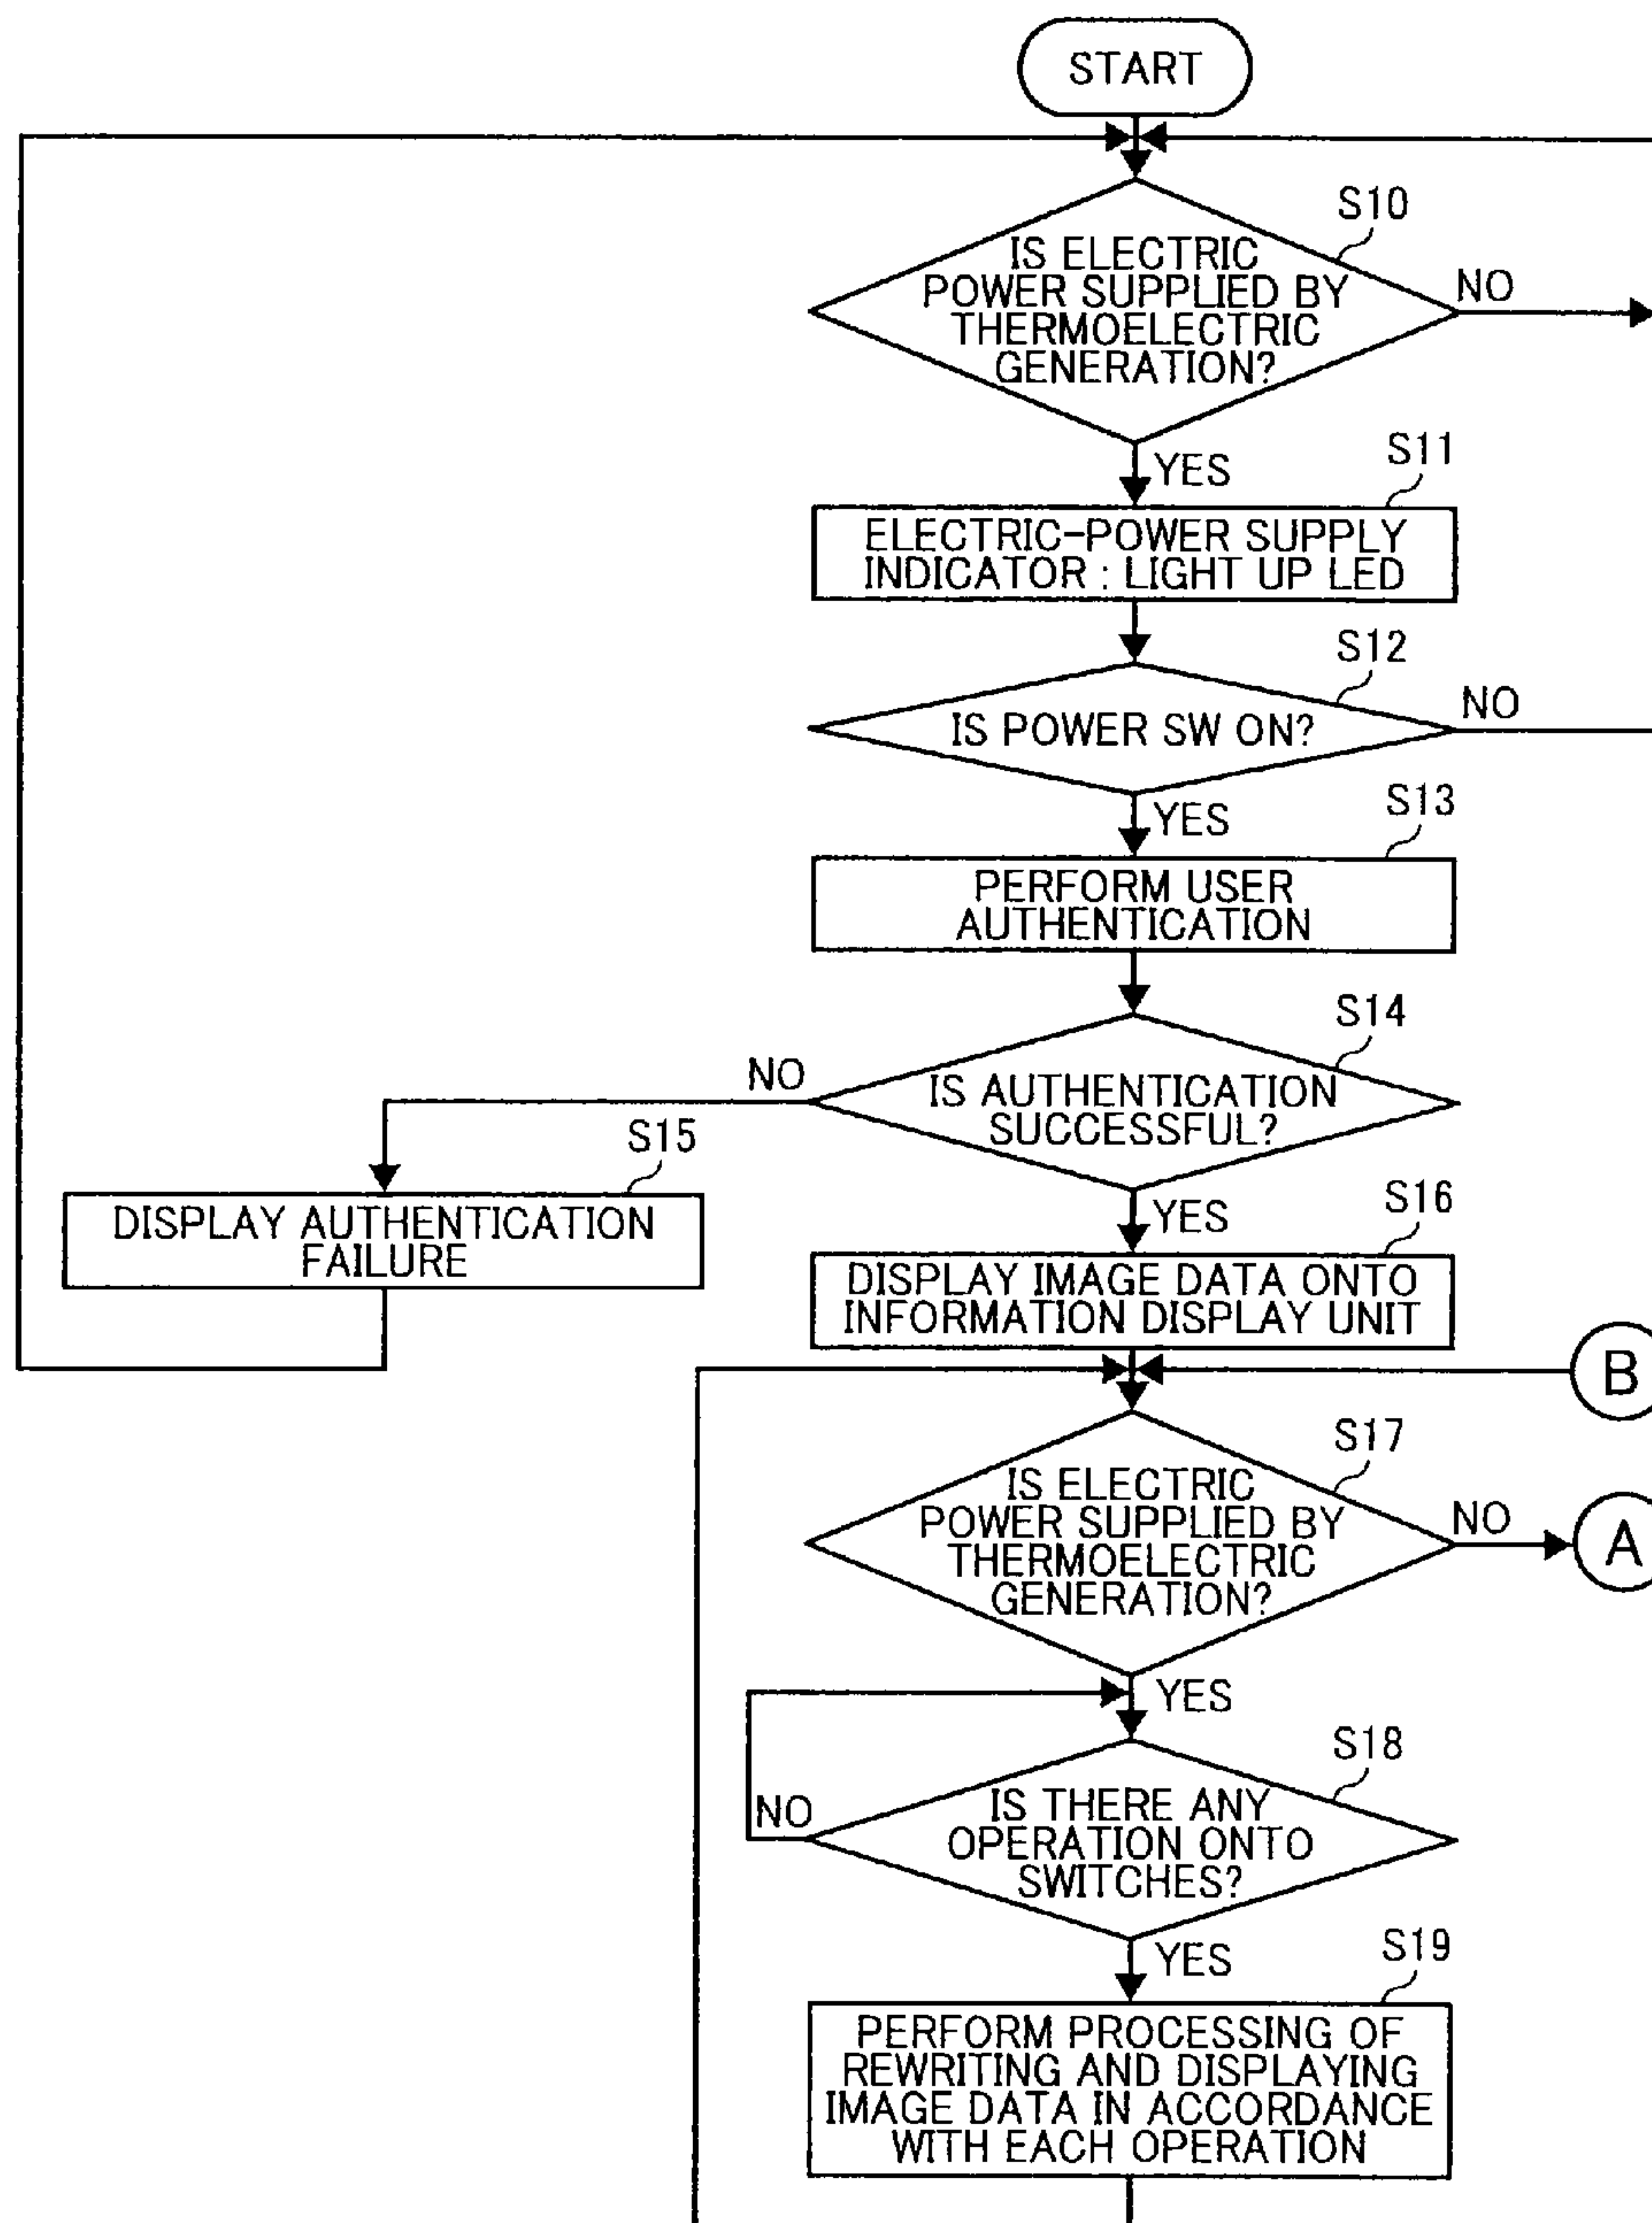 START
S10
IS ELECTRIC
POWER SUPPLIED BY
THERMOELECTRIC
GENERATION?
NO
YES
S11
ELECTRIC-POWER SUPPLY
INDICATOR : LIGHT UP LED
S12
IS POWER SW ON?
NO
YES
S13
PERFORM USER
AUTHENTICATION
S14
IS AUTHENTICATION
SUCCESSFUL?
NO
S15
DISPLAY AUTHENTICATION
FAILURE
YES
S16
DISPLAY IMAGE DATA ONTO
INFORMATION DISPLAY UNIT
B
S17
IS ELECTRIC
POWER SUPPLIED BY
THERMOELECTRIC
GENERATION?
NO
A
YES
S18
IS THERE ANY
OPERATION ONTO
SWITCHES?
NO
YES
S19
PERFORM PROCESSING OF
REWRITING AND DISPLAYING
IMAGE DATA IN ACCORDANCE
WITH EACH OPERATION